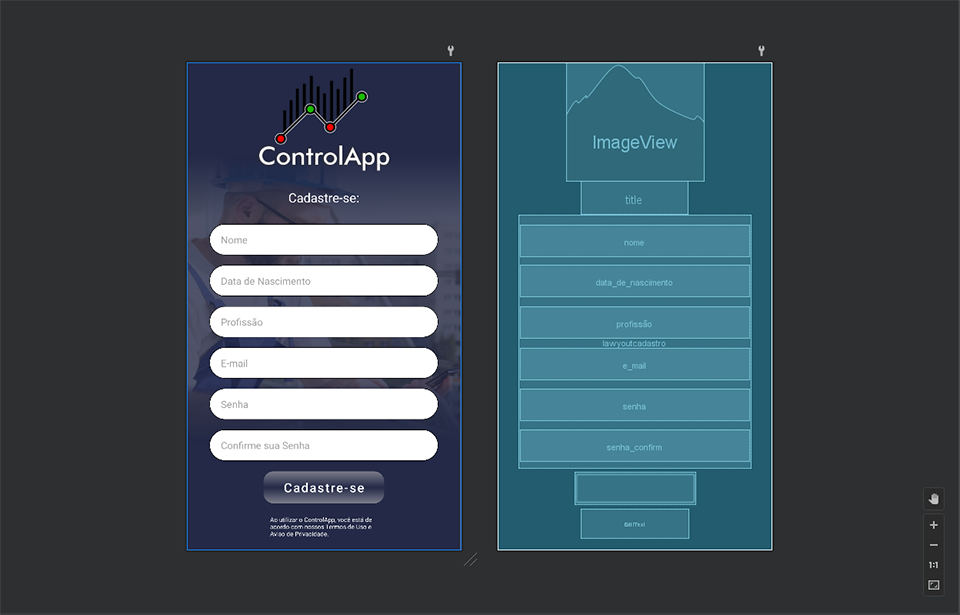 ControlApp
Cadastre-se:
Nome
Data de Nascimento
Profissão
E-mail
Senha
Confirme sua Senha
Cadastre-se
Ao utilizar o ControlApp, você está de
acordo com nossos Termos de Uso e
Aviso de Privacidade.
ImageView
title
nome
data_de_nascimento
profissão
lawyoutcadastro
e_mail
senha
senha_confirm
EditText
1:1